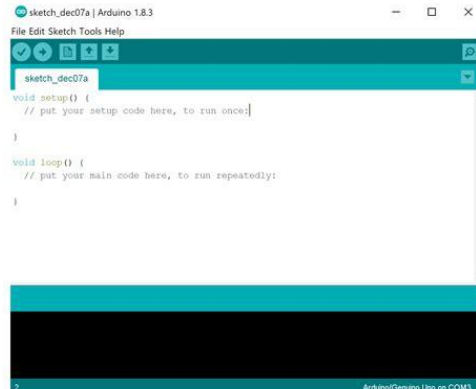 sketch_dec07a | Arduino 1.8.3
File Edit Sketch Tools Help
sketch_dec07a
void setup() {
  // put your setup code here, to run once:

}

void loop() {
  // put your main code here, to run repeatedly:

}
2
Arduino/Genuino Uno on COM3